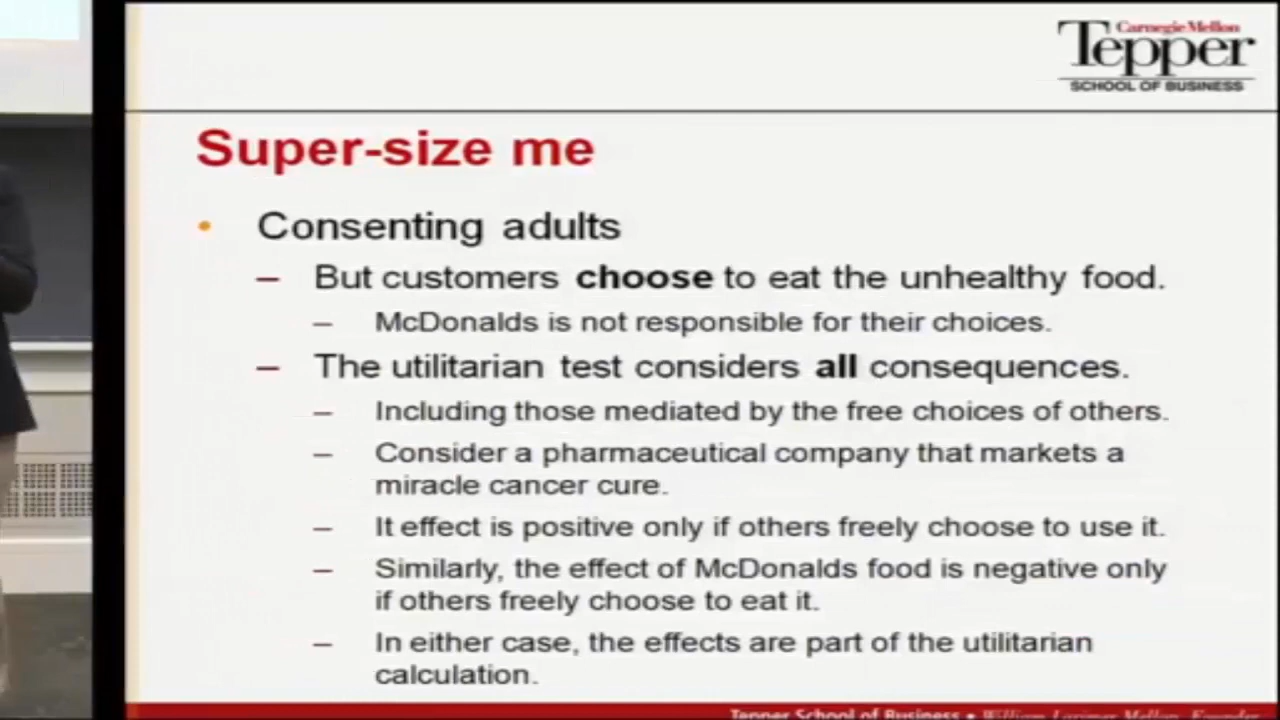 Carnegie Mellon
Tepper
SCHOOL OF BUSINESS
Super-size me
• Consenting adults
– But customers choose to eat the unhealthy food.
– McDonalds is not responsible for their choices.
– The utilitarian test considers all consequences.
– Including those mediated by the free choices of others.
– Consider a pharmaceutical company that markets a
miracle cancer cure.
– It effect is positive only if others freely choose to use it.
– Similarly, the effect of McDonalds food is negative only
if others freely choose to eat it.
– In either case, the effects are part of the utilitarian
calculation.
Tepper School of Business • William Larimer Mellon, Founder